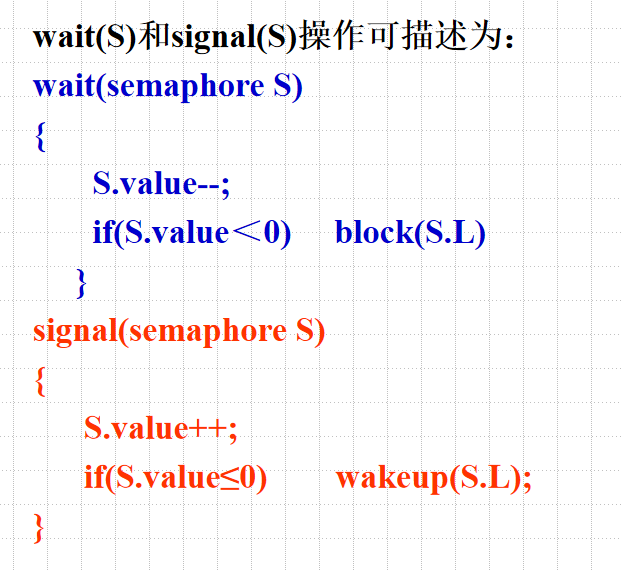 wait(S)和signal(S)操作可描述为：
wait(semaphore S)
{
S.value--;
if(S.value＜0) block(S.L)
}
signal(semaphore S)
{
S.value++;
if(S.value≤0) wakeup(S.L);
}